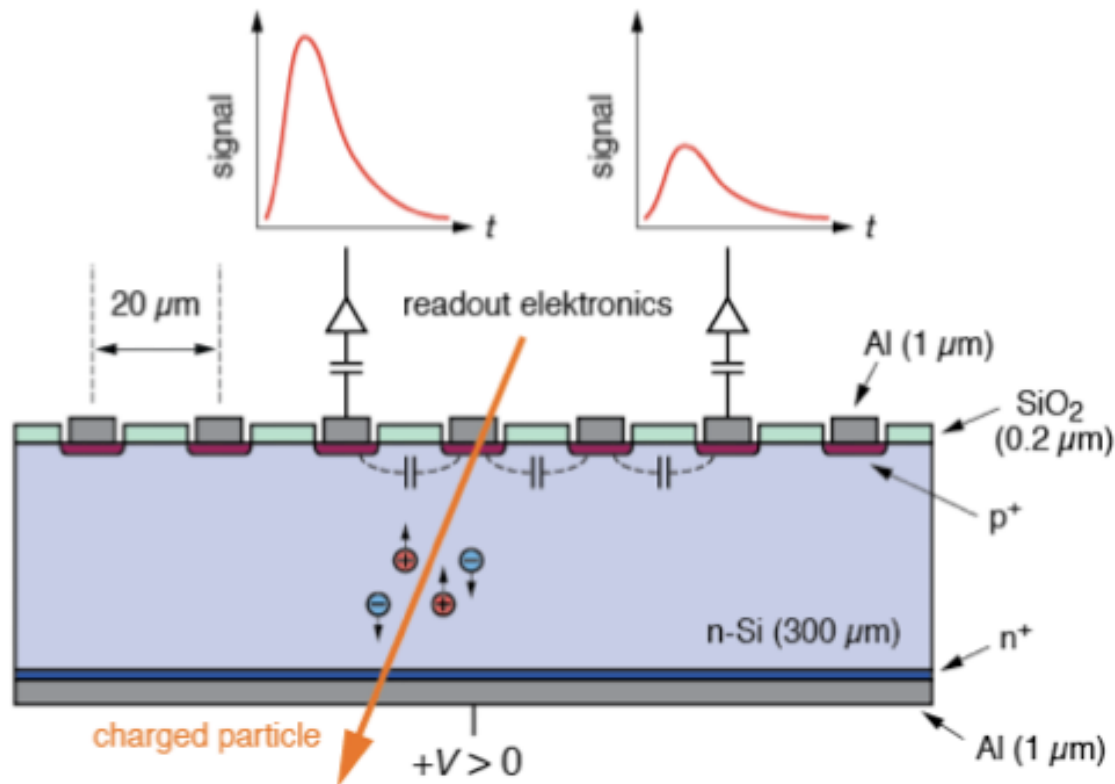 signal
t
signal
t
20 µm
readout elektronics
Al (1 µm)
SiO₂
(0.2 µm)
p⁺
+
−
−
+
n-Si (300 µm)
n⁺
charged particle
+V > 0
Al (1 µm)